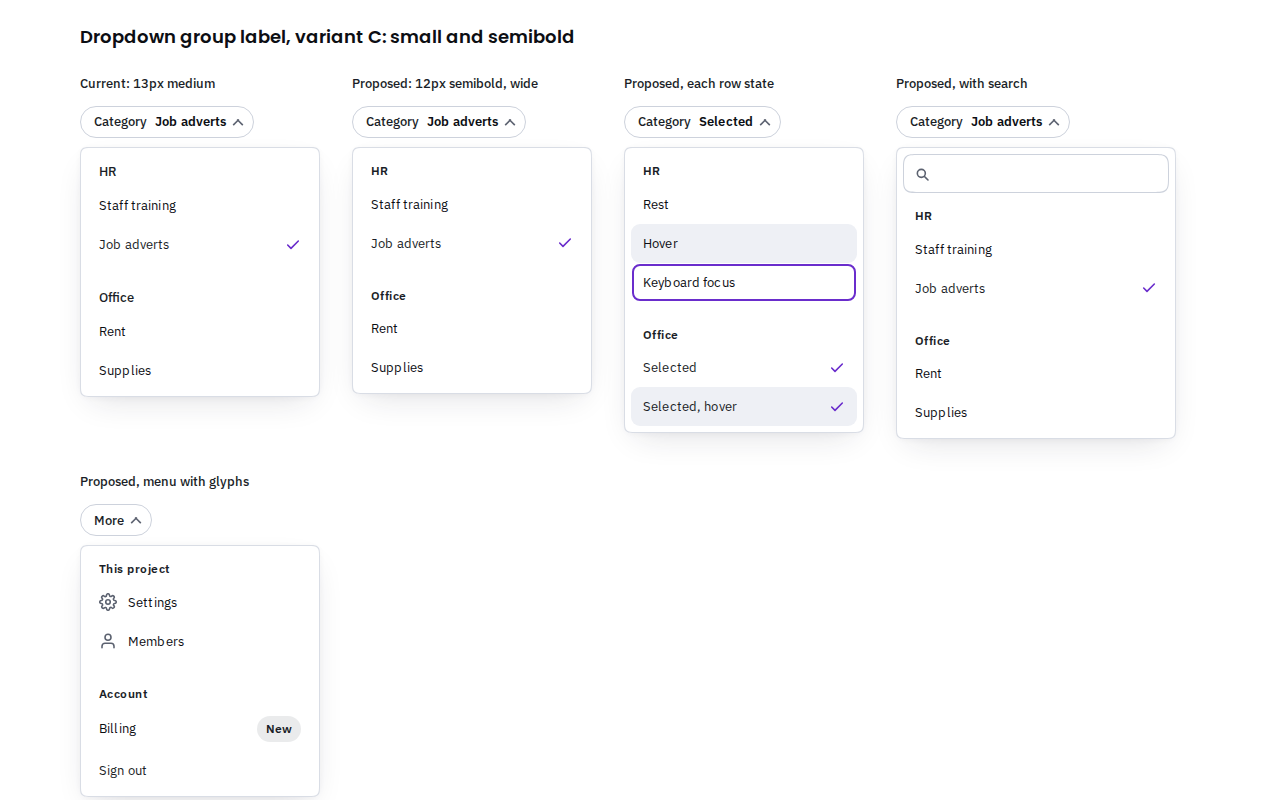 Dropdown group label, variant C: small and semibold
Current: 13px medium
Category Job adverts
HR
Staff training
Job adverts
Office
Rent
Supplies
Proposed: 12px semibold, wide
Category Job adverts
HR
Staff training
Job adverts
Office
Rent
Supplies
Proposed, each row state
Category Selected
HR
Rest
Hover
Keyboard focus
Office
Selected
Selected, hover
Proposed, with search
Category Job adverts
HR
Staff training
Job adverts
Office
Rent
Supplies
Proposed, menu with glyphs
More
This project
Settings
Members
Account
Billing New
Sign out